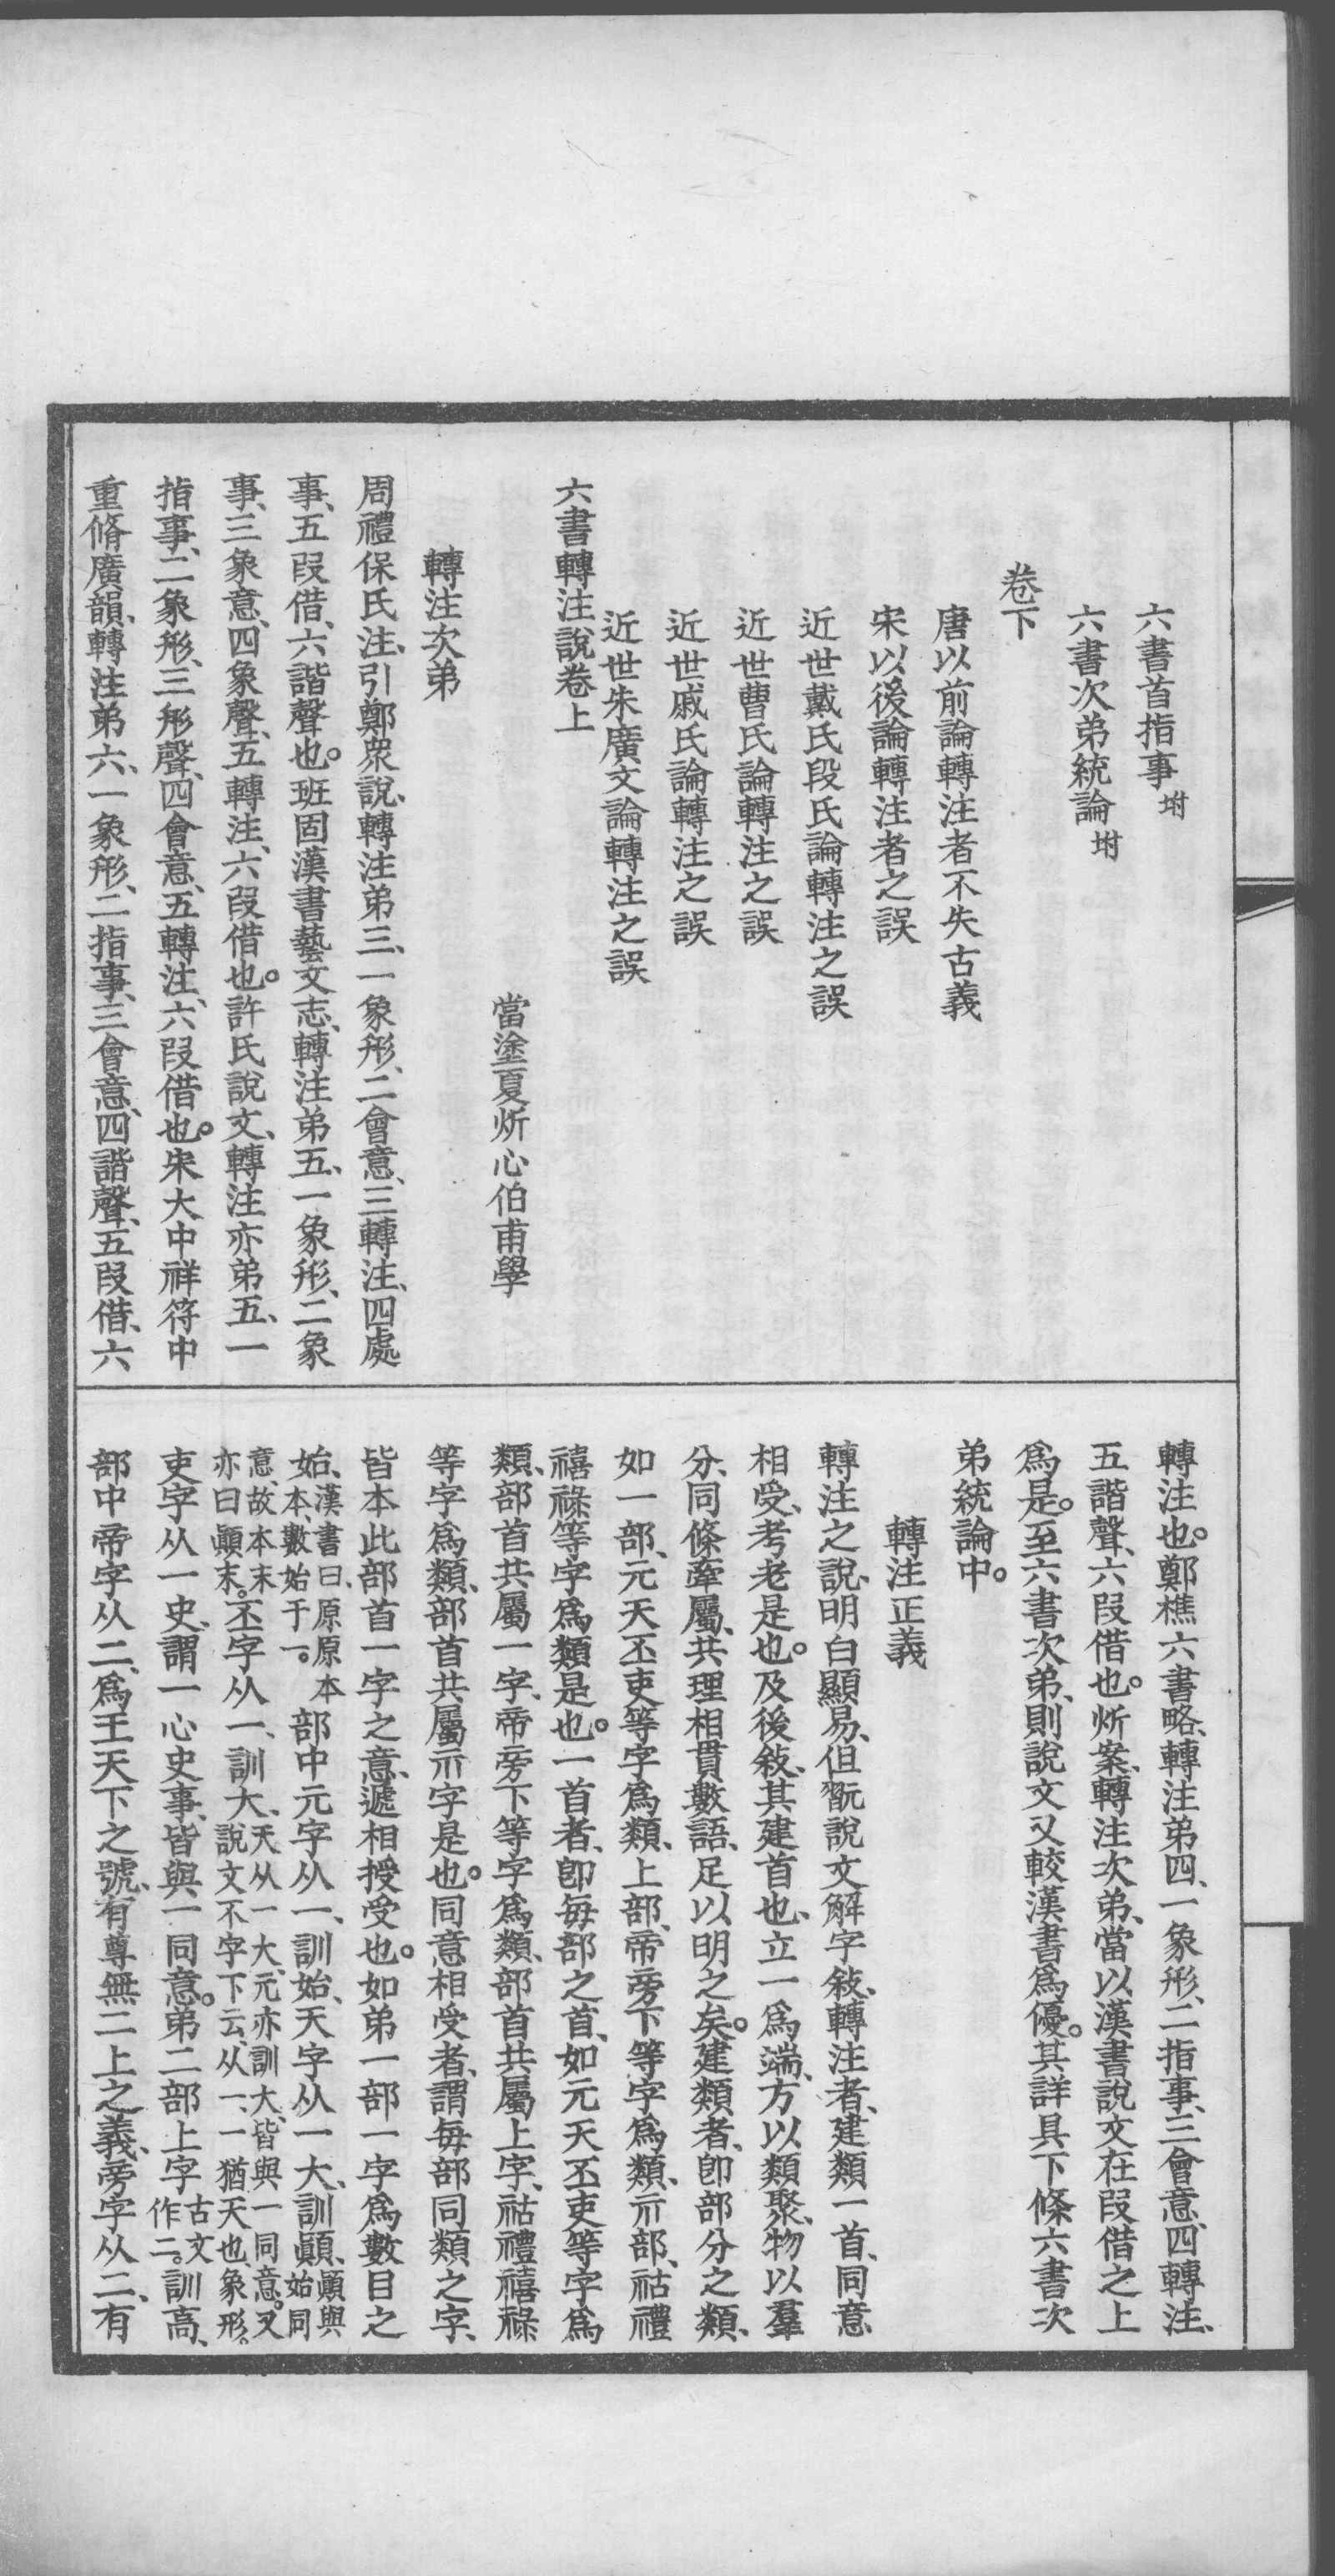 六書首指事坿
六書次弟統論坿
卷下
唐以前論轉注者不失古義
宋以後論轉注者之誤
近世戴氏段氏論轉注之誤
近世曹氏論轉注之誤
近世戚氏論轉注之誤
近世朱廣文論轉注之誤
六書轉注說卷上
當塗夏炘心伯甫學
轉注次弟
周禮保氏注、引鄭衆說、轉注弟三、一象形、二會意、三轉注、四處
事、五叚借、六諧聲也。班固漢書藝文志、轉注弟五、一象形、二象
事、三象意、四象聲、五轉注、六叚借也。許氏說文、轉注亦弟五、一
指事、二象形、三形聲、四會意、五轉注、六叚借也。宋大中祥符中
重脩廣韻、轉注弟六、一象形、二指事、三會意、四諧聲、五叚借、六
轉注也。鄭樵六書略、轉注弟四、一象形、二指事、三會意、四轉注、
五諧聲、六叚借也。炘案、轉注次弟、當以漢書說文在叚借之上
爲是。至六書次弟、則說文又較漢書爲優。其詳具下條六書次
弟統論中。
轉注正義
轉注之說、明白顯易、但翫說文解字敍、轉注者、建類一首、同意
相受、考老是也。及後敍、其建首也、立一爲端、方以類聚、物以羣
分、同條牽屬、共理相貫數語、足以明之矣。建類者、卽部分之類、
如一部、元天丕吏等字爲類、上部、帝旁下等字爲類、示部、祜禮
禧祿等字爲類是也。一首者、卽每部之首、如元天丕吏等字爲
類、部首共屬一字、帝旁下等字爲類、部首共屬上字、祜禮禧祿
等字爲類、部首共屬示字是也。同意相受者、謂每部同類之字、
皆本此部首一字之意、遞相授受也。如弟一部一字爲數目之
始、漢書曰、原原本本、數始于一。部中元字从一、訓始、天字从一大、訓顚、顚與始同
意、故本末亦曰顚末。丕字从一、訓大、天从一大、元亦訓大、皆與一同意。又說文不字下云、从一、一猶天也、象形。
吏字从一史、謂一心史事、皆與一同意。弟二部上字古文作二。訓高、
部中帝字从二、爲王天下之號、有尊無二上之義、旁字从二、有